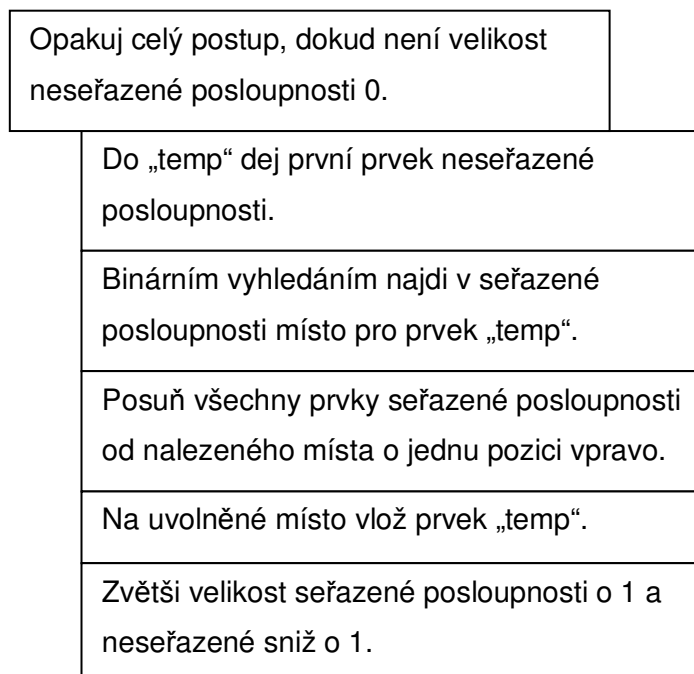 Opakuj celý postup, dokud není velikost
neseřazené posloupnosti 0.
Do „temp“ dej první prvek neseřazené
posloupnosti.
Binárním vyhledáním najdi v seřazené
posloupnosti místo pro prvek „temp“.
Posuň všechny prvky seřazené posloupnosti
od nalezeného místa o jednu pozici vpravo.
Na uvolněné místo vlož prvek „temp“.
Zvětši velikost seřazené posloupnosti o 1 a
neseřazené sniž o 1.